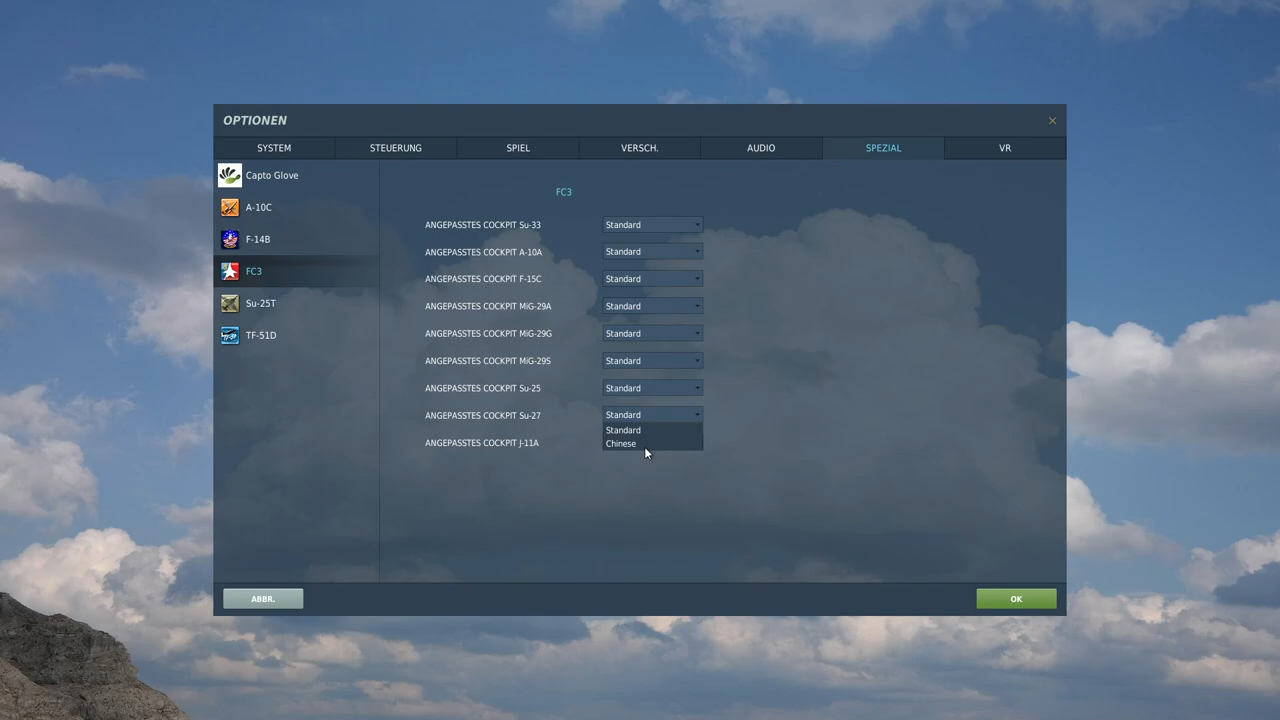 OPTIONEN
SYSTEM STEUERUNG SPIEL VERSCH. AUDIO SPEZIAL VR
Capto Glove
A-10C
F-14B
FC3
Su-25T
TF-51D
FC3
ANGEPASSTES COCKPIT Su-33 Standard
ANGEPASSTES COCKPIT A-10A Standard
ANGEPASSTES COCKPIT F-15C Standard
ANGEPASSTES COCKPIT MiG-29A Standard
ANGEPASSTES COCKPIT MiG-29G Standard
ANGEPASSTES COCKPIT MiG-29S Standard
ANGEPASSTES COCKPIT Su-25 Standard
ANGEPASSTES COCKPIT Su-27 Standard
Standard
ANGEPASSTES COCKPIT J-11A Chinese
ABBR. OK